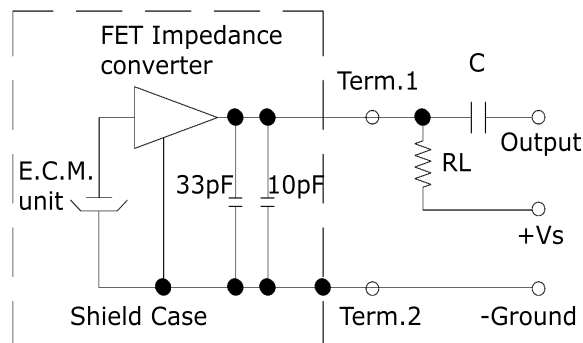 FET Impedance
converter
Term.1
C
Output
E.C.M.
unit
33pF
10pF
RL
+Vs
Shield Case
Term.2
-Ground